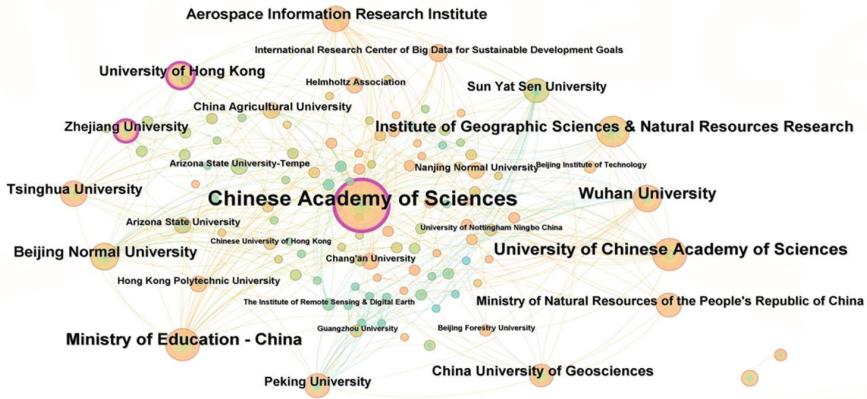 Aerospace Information Research Institute
International Research Center of Big Data for Sustainable Development Goals
University of Hong Kong
Helmholtz Association
Sun Yat Sen University
China Agricultural University
Zhejiang University
Institute of Geographic Sciences & Natural Resources Research
Arizona State University-Tempe
Nanjing Normal University
Beijing Institute of Technology
Tsinghua University
Chinese Academy of Sciences
Wuhan University
Arizona State University
University of Nottingham Ningbo China
Chinese University of Hong Kong
Beijing Normal University
University of Chinese Academy of Sciences
Chang'an University
Hong Kong Polytechnic University
The Institute of Remote Sensing & Digital Earth
Ministry of Natural Resources of the People's Republic of China
Guangzhou University
Beijing Forestry University
Ministry of Education - China
China University of Geosciences
Peking University